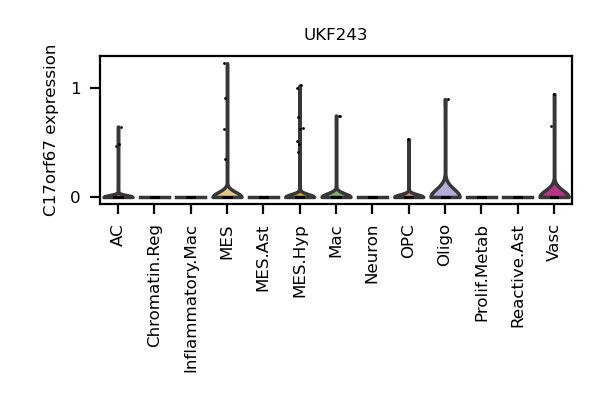 UKF243
C17orf67 expression
1
0
AC
Chromatin.Reg
Inflammatory.Mac
MES
MES.Ast
MES.Hyp
Mac
Neuron
OPC
Oligo
Prolif.Metab
Reactive.Ast
Vasc